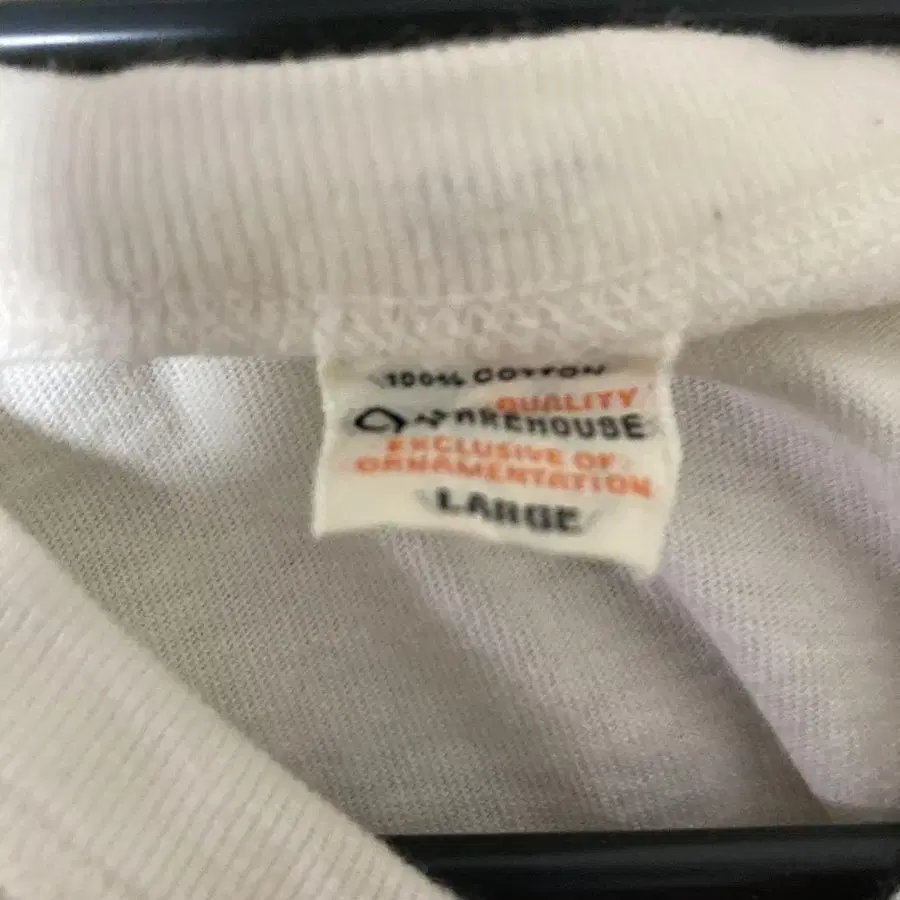 100% COTTON
QUALITY
WAREHOUSE
EXCLUSIVE OF
ORNAMENTATION
LARGE